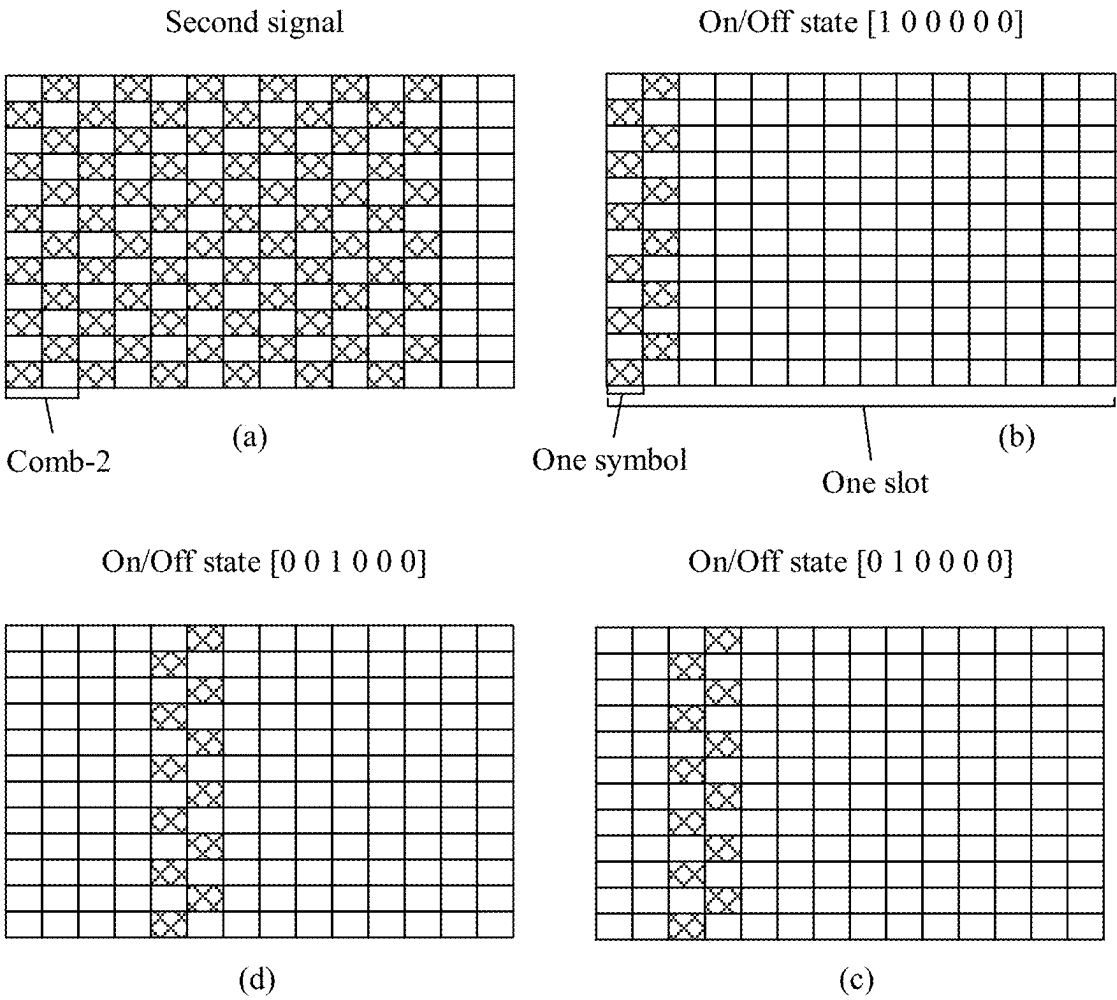 Second signal
On/Off state [1 0 0 0 0 0]
Comb-2
(a)
One symbol
(b)
One slot
On/Off state [0 0 1 0 0 0]
On/Off state [0 1 0 0 0 0]
(d)
(c)